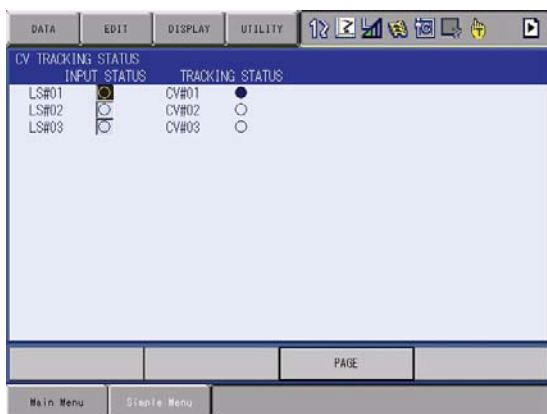 DATA EDIT DISPLAY UTILITY
CV TRACKING STATUS
INPUT STATUS TRACKING STATUS
LS#01 CV#01
LS#02 CV#02
LS#03 CV#03
PAGE
Main Menu Simple Menu